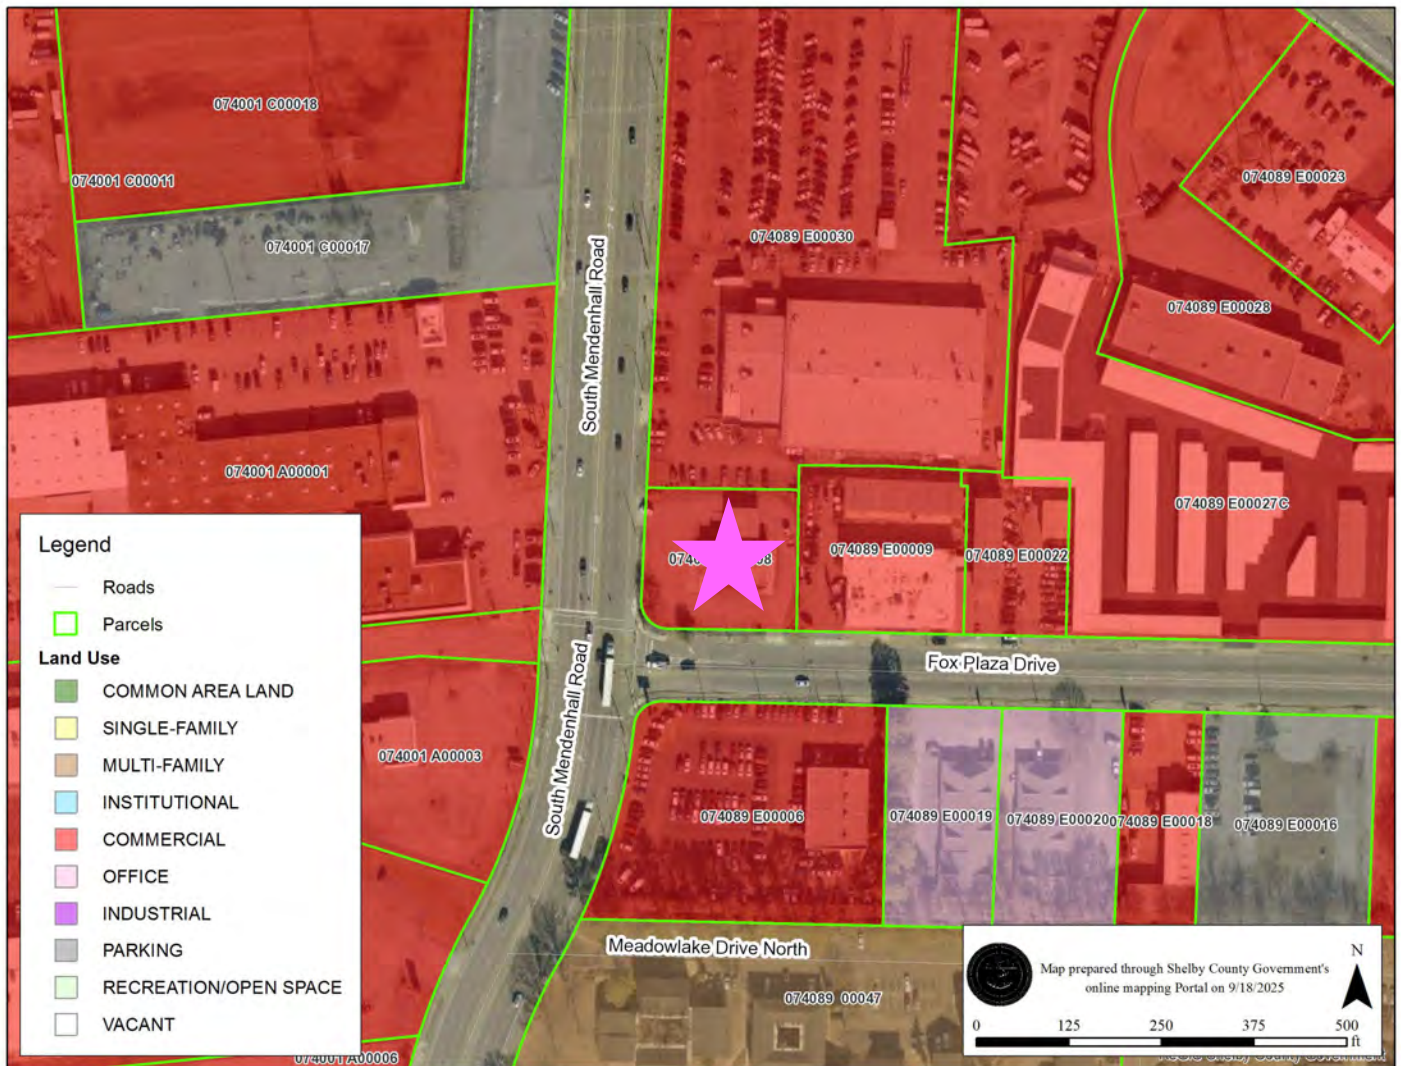 074001 C00018
074001 C00011
074001 C00017
074089 E00030
074089 E00023
074089 E00028
South Mendenhall Road
074001 A00001
074089 E00009
074089 E00022
074089 E00027C
Fox Plaza Drive
South Mendenhall Road
074001 A00003
074089 E00006
074089 E00019
074089 E00020
074089 E00018
074089 E00016
Meadowlake Drive North
074089 00047
074001 A00006
Legend
Roads
Parcels
Land Use
COMMON AREA LAND
SINGLE-FAMILY
MULTI-FAMILY
INSTITUTIONAL
COMMERCIAL
OFFICE
INDUSTRIAL
PARKING
RECREATION/OPEN SPACE
VACANT
Map prepared through Shelby County Government's
online mapping Portal on 9/18/2025
N
0 125 250 375 500
ft